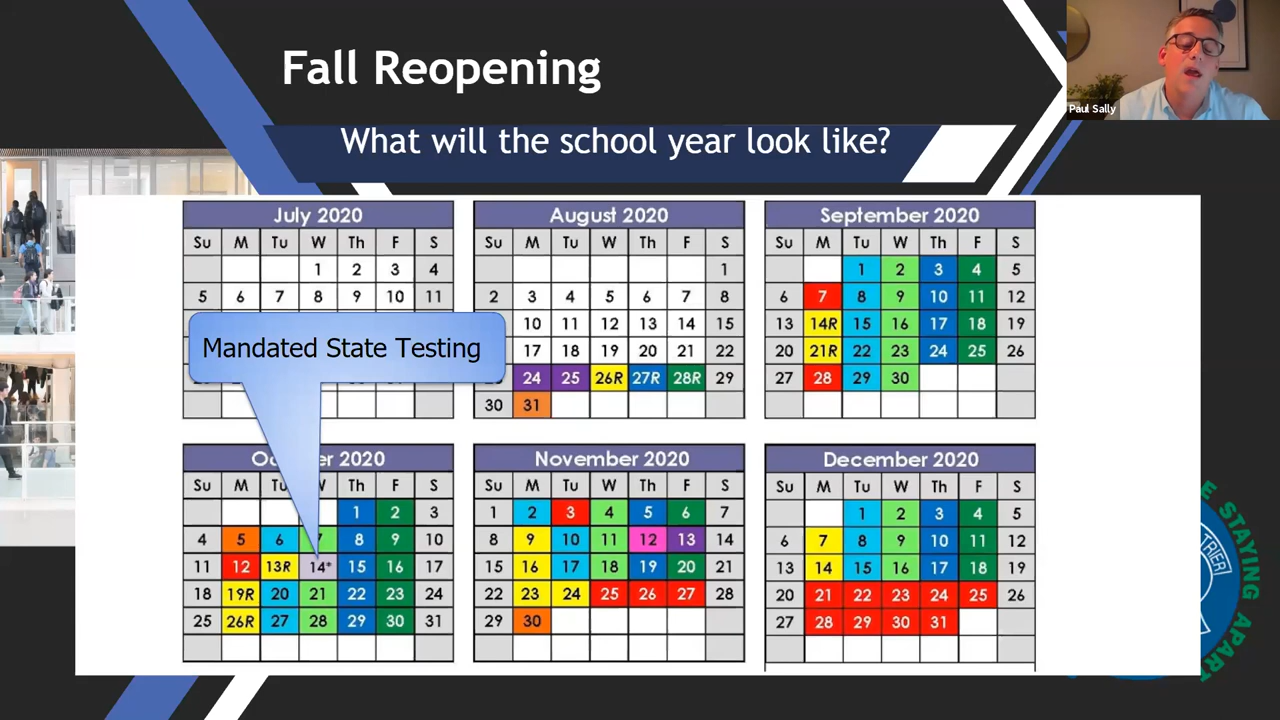 Fall Reopening
Paul Sally
What will the school year look like?
July 2020
Su M Tu W Th F S
1 2 3 4
5 6 7 8 9 10 11
Mandated State Testing
August 2020
Su M Tu W Th F S
1
2 3 4 5 6 7 8
10 11 12 13 14 15
17 18 19 20 21 22
24 25 26R 27R 28R 29
30 31
September 2020
Su M Tu W Th F S
1 2 3 4 5
6 7 8 9 10 11 12
13 14R 15 16 17 18 19
20 21R 22 23 24 25 26
27 28 29 30
2020
Su M Th F S
1 2 3
4 5 6 8 9 10
11 12 13R 14* 15 16 17
18 19R 20 21 22 23 24
25 26R 27 28 29 30 31
November 2020
Su M Tu W Th F S
1 2 3 4 5 6 7
8 9 10 11 12 13 14
15 16 17 18 19 20 21
22 23 24 25 26 27 28
29 30
December 2020
Su M Tu W Th F S
1 2 3 4 5
6 7 8 9 10 11 12
13 14 15 16 17 18 19
20 21 22 23 24 25 26
27 28 29 30 31
STAYING
APART
TRIER